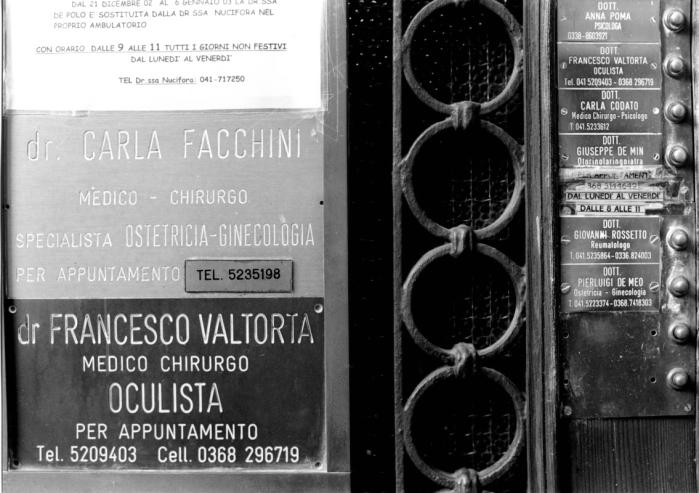 DAL 21 DICEMBRE 02 AL 6 GENNAIO 03 LA DR.SSA
DE POLO E' SOSTITUITA DALLA DR SSA NUCIFORA NEL
PROPRIO AMBULATORIO
CON ORARIO DALLE 9 ALLE 11 TUTTI I GIORNI NON FESTIVI
DAL LUNEDI' AL VENERDI'
TEL Dr.ssa Nucifora: 041-717250
dr. CARLA FACCHINI
MEDICO - CHIRURGO
SPECIALISTA OSTETRICIA-GINECOLOGIA
PER APPUNTAMENTO TEL. 5235198
dr FRANCESCO VALTORTA
MEDICO CHIRURGO
OCULISTA
PER APPUNTAMENTO
Tel. 5209403 Cell. 0368 296719
DOTT.
ANNA POMA
PSICOLOGA
0338-8603921
DOTT.
FRANCESCO VALTORTA
OCULISTA
Tel. 041 5209403 - 0368 296719
DOTT.
CARLA CODATO
Medico Chirurgo - Psicologo
T. 041.5233612
DOTT.
GIUSEPPE DE MIN
Otorinolaringoiatra
PER APPUNTAMENTI
DAL LUNEDI' AL VENERDI'
DALLE 8 ALLE 11
DOTT.
GIOVANNI ROSSETTO
Reumatologo
T. 041.5235864 - 0336.824003
DOTT.
PIERLUIGI DE MEO
Ostetricia - Ginecologia
T. 041-5223374 - 0368.7418303